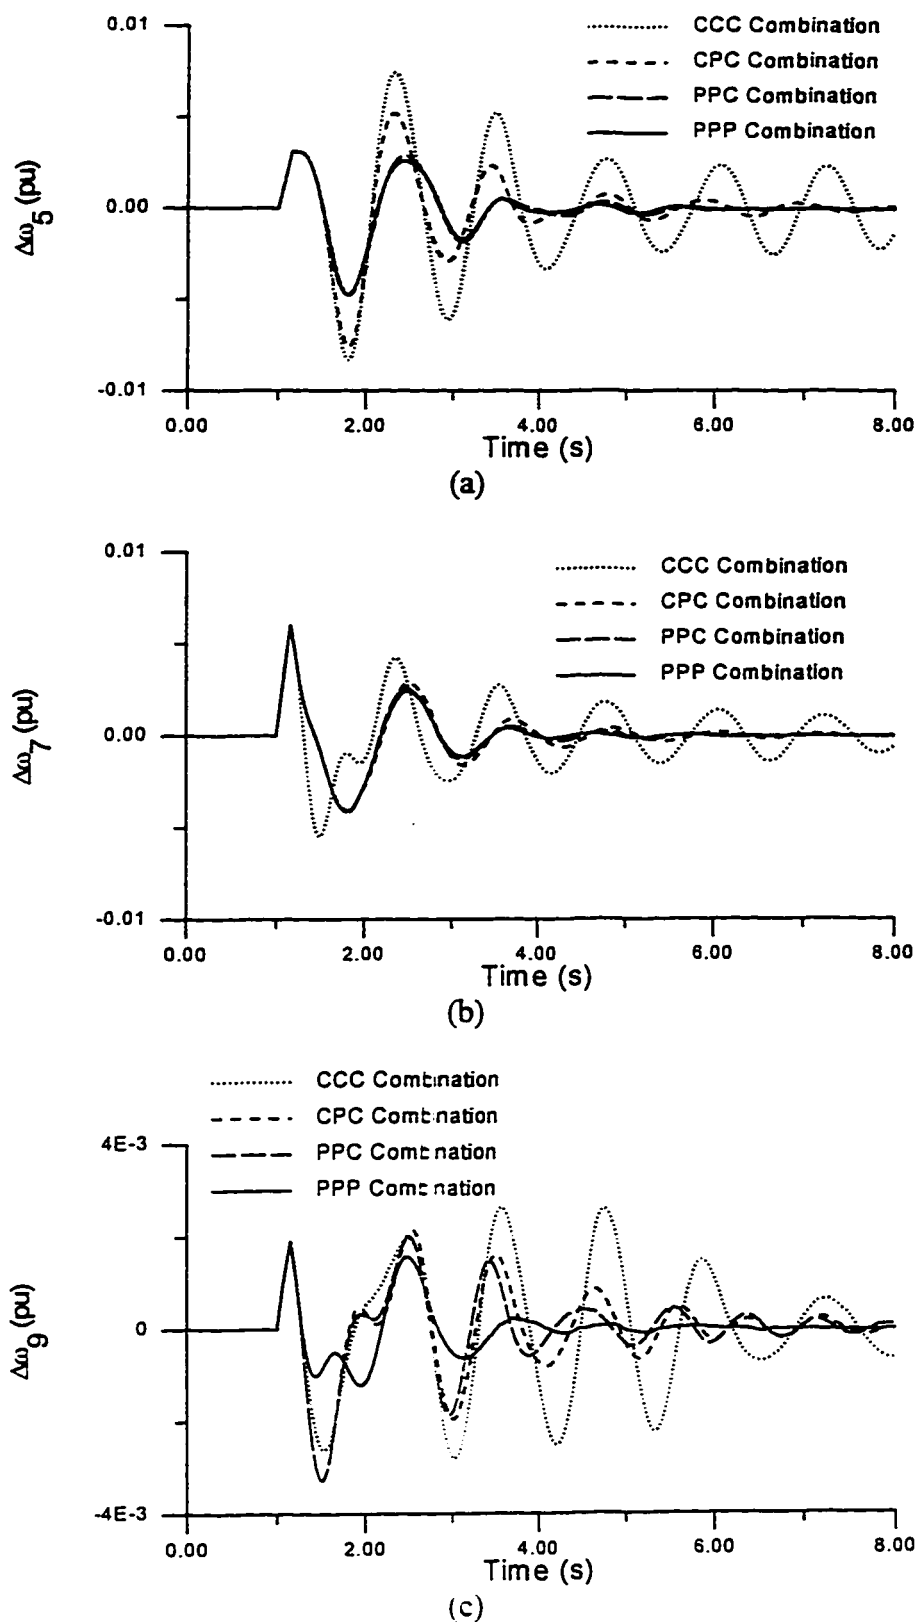 0.01
CCC Combination
CPC Combination
PPC Combination
PPP Combination
Δω5 (pu)
0.00
-0.01
0.00 2.00 4.00 6.00 8.00
Time (s)
(a)
0.01
CCC Combination
CPC Combination
PPC Combination
PPP Combination
Δω7 (pu)
0.00
-0.01
0.00 2.00 4.00 6.00 8.00
Time (s)
(b)
CCC Combination
CPC Combination
PPC Combination
PPP Combination
4E-3
Δω9 (pu)
0
-4E-3
0.00 2.00 4.00 6.00 8.00
Time (s)
(c)